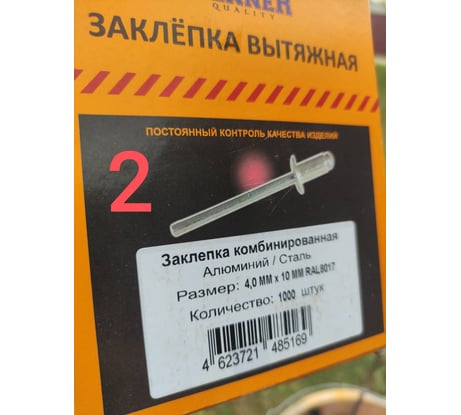 QUALITY
ЗАКЛЁПКА ВЫТЯЖНАЯ
ПОСТОЯННЫЙ КОНТРОЛЬ КАЧЕСТВА ИЗДЕЛИЙ
2
Заклепка комбинированная
Алюминий / Сталь
Размер: 4,0 ММ х 10 ММ RAL8017
Количество: 1000 штук
4 623721 485169